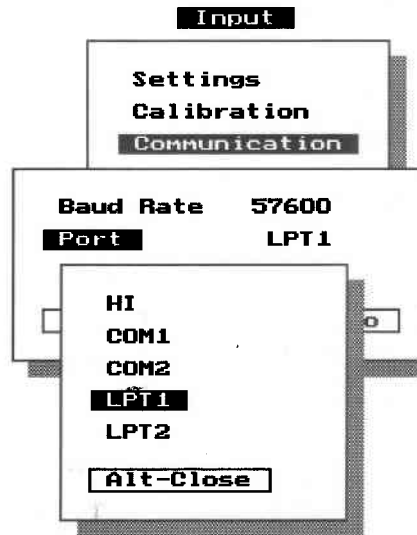 Input
Settings
Calibration
Communication
Baud Rate 57600
Port LPT1
HI
COM1
COM2
LPT1
LPT2
Alt-Close